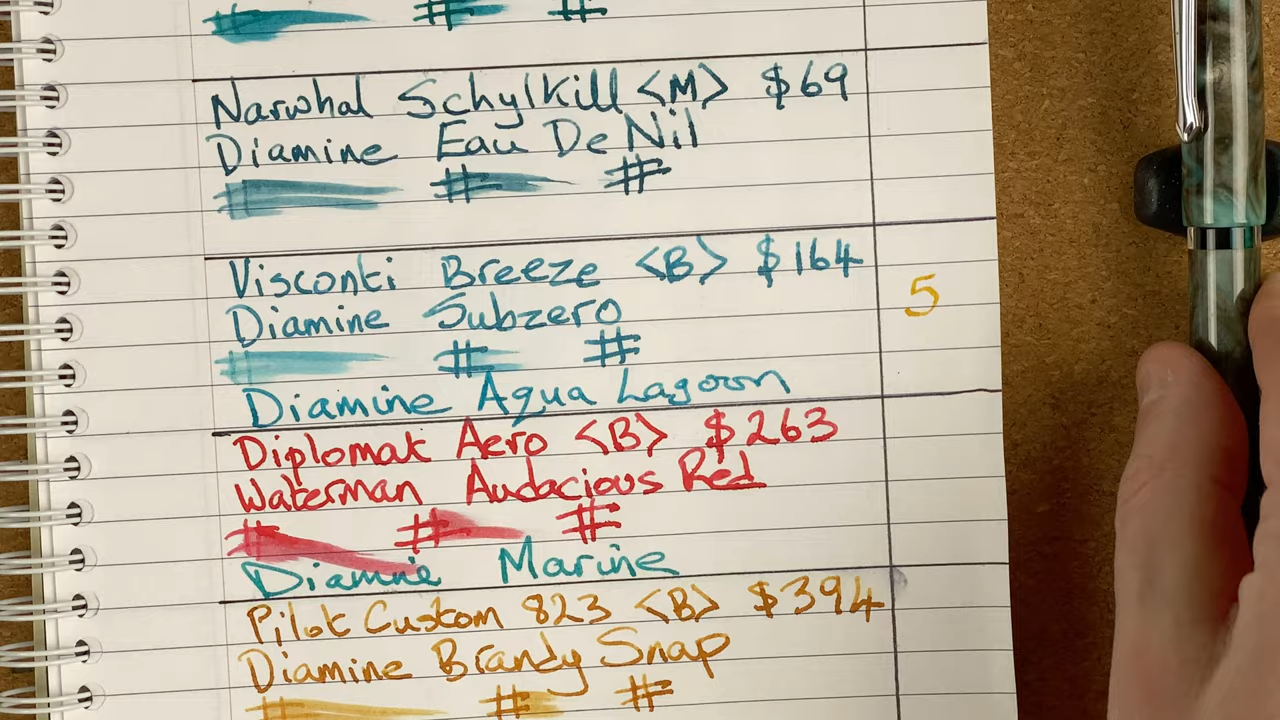 # # #
Narwhal Schylkill <M> $69
Diamine Eau De Nil
# # #
Visconti Breeze <B> $164
5
Diamine Subzero
# # #
Diamine Aqua Lagoon
Diplomat Aero <B> $263
Waterman Audacious Red
# # #
Diamine Marine
Pilot Custom 823 <B> $394
Diamine Brandy Snap
# # #